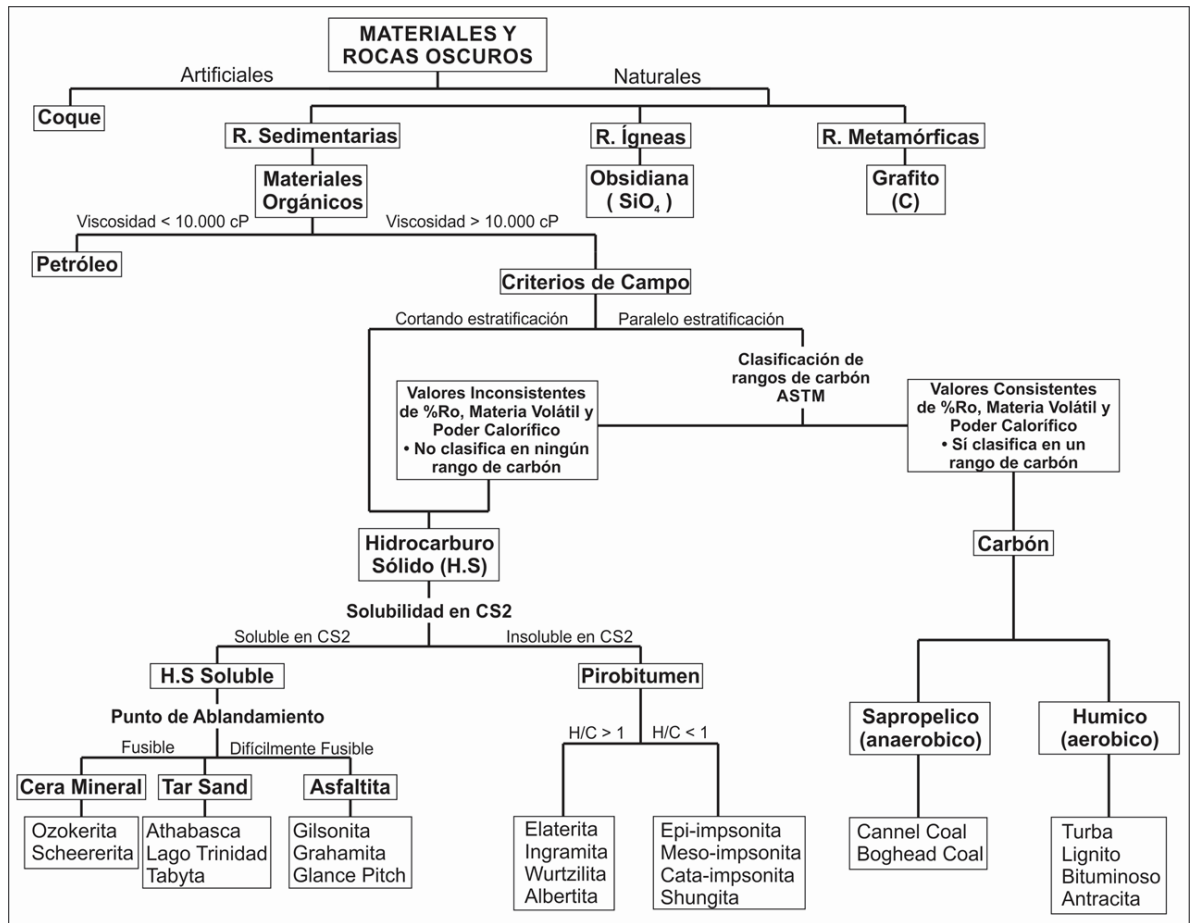 MATERIALES Y
ROCAS OSCUROS
Artificiales
Naturales
Coque
R. Sedimentarias
R. Ígneas
R. Metamórficas
Materiales
Orgánicos
Obsidiana
( SiO₄ )
Grafito
(C)
Viscosidad < 10.000 cP
Viscosidad > 10.000 cP
Petróleo
Criterios de Campo
Cortando estratificación
Paralelo estratificación
Clasificación de
rangos de carbón
ASTM
Valores Inconsistentes
de %Ro, Materia Volátil y
Poder Calorífico
• No clasifica en ningún
rango de carbón
Valores Consistentes
de %Ro, Materia Volátil y
Poder Calorífico
• Sí clasifica en un
rango de carbón
Hidrocarburo
Sólido (H.S)
Carbón
Solubilidad en CS2
Soluble en CS2
Insoluble en CS2
H.S Soluble
Pirobitumen
Punto de Ablandamiento
Fusible
Difícilmente Fusible
H/C > 1
H/C < 1
Sapropelico
(anaerobico)
Humico
(aerobico)
Cera Mineral
Tar Sand
Asfaltita
Ozokerita
Scheererita
Athabasca
Lago Trinidad
Tabyta
Gilsonita
Grahamita
Glance Pitch
Elaterita
Ingramita
Wurtzilita
Albertita
Epi-impsonita
Meso-impsonita
Cata-impsonita
Shungita
Cannel Coal
Boghead Coal
Turba
Lignito
Bituminoso
Antracita